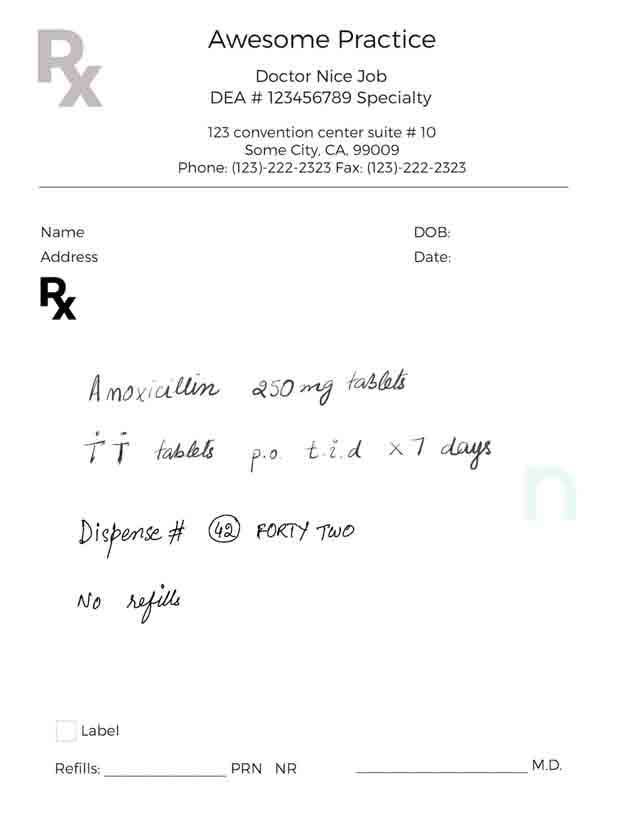 Rx
Awesome Practice
Doctor Nice Job
DEA # 123456789 Specialty
123 convention center suite # 10
Some City, CA, 99009
Phone: (123)-222-2323 Fax: (123)-222-2323
Name DOB:
Address Date:
Rx
Amoxicillin 250 mg tablets
ṪṪ tablets p.o. t.i.d x 7 days
n
Dispense # 42 FORTY TWO
No refills
Label
Refills: PRN NR M.D.